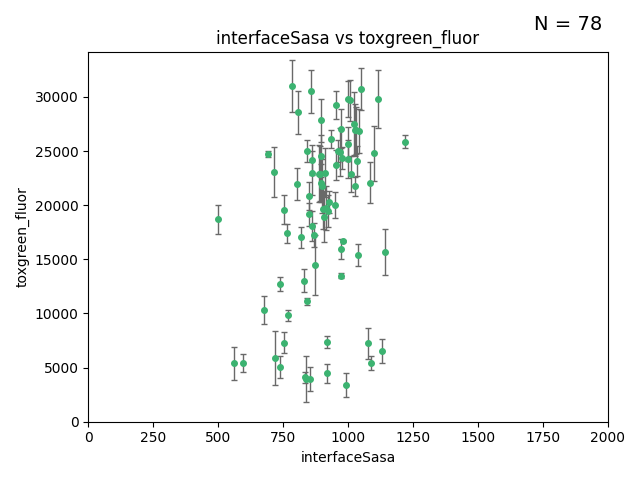 N = 78
interfaceSasa vs toxgreen_fluor
30000
25000
20000
15000
10000
5000
0
toxgreen_fluor
0 250 500 750 1000 1250 1500 1750 2000
interfaceSasa